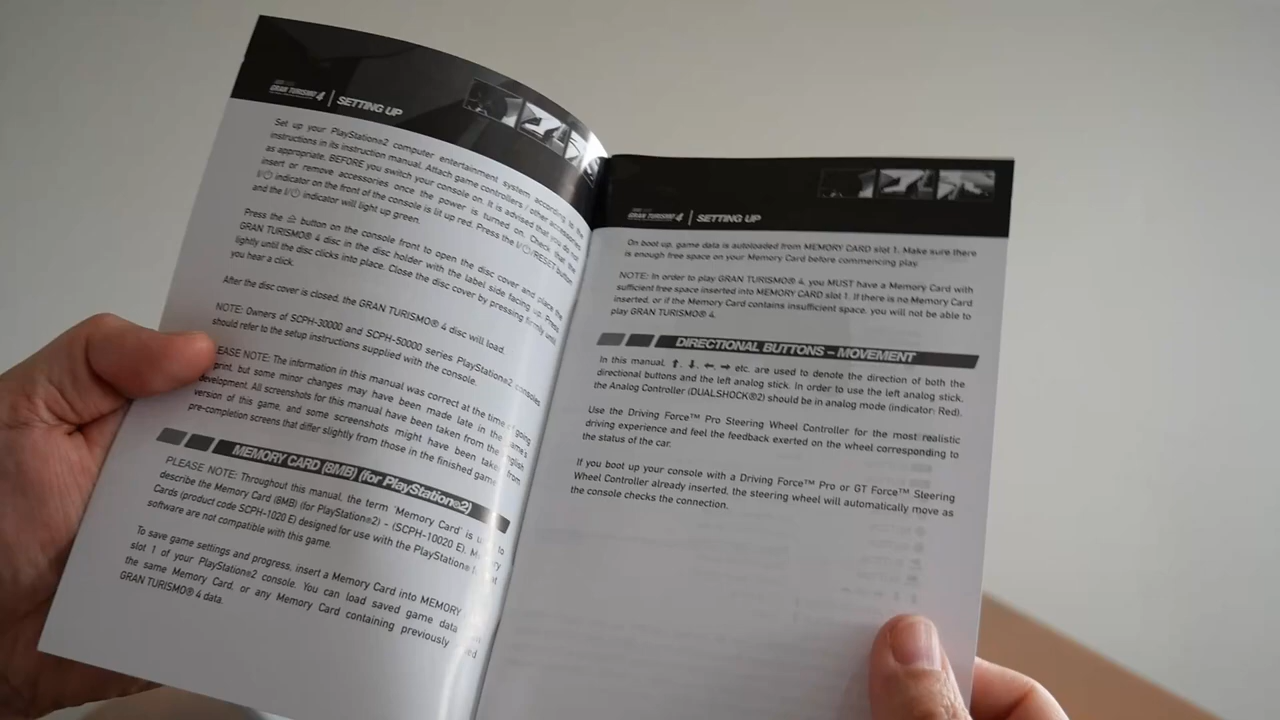 GRAN TURISMO 4 | SETTING UP
Set up your PlayStation®2 computer entertainment system according to the
instructions in its instruction manual. Attach game controllers / other accessories
as appropriate, BEFORE you switch your console on. It is advised that you do not
insert or remove accessories once the power is turned on. Check that the
I/⏻ indicator on the front of the console is lit up red. Press the I/⏻/RESET button
and the I/⏻ indicator will light up green.
Press the ⏏ button on the console front to open the disc cover and place the
GRAN TURISMO® 4 disc in the disc holder with the label side facing up. Press
lightly until the disc clicks into place. Close the disc cover by pressing firmly until
you hear a click.
After the disc cover is closed, the GRAN TURISMO® 4 disc will load.
NOTE: Owners of SCPH-30000 and SCPH-50000 series PlayStation®2 consoles
should refer to the setup instructions supplied with the console.
EASE NOTE: The information in this manual was correct at the time of going
print, but some minor changes may have been made late in the game's
development. All screenshots for this manual have been taken from the English
version of this game, and some screenshots might have been taken from
pre-completion screens that differ slightly from those in the finished game.
MEMORY CARD (8MB) (for PlayStation®2)
PLEASE NOTE: Throughout this manual, the term 'Memory Card' is to
describe the Memory Card (8MB) (for PlayStation®2) – (SCPH-10020 E).
Cards (product code SCPH-1020 E) designed for use with the PlayStation®
software are not compatible with this game.
To save game settings and progress, insert a Memory Card into MEMORY
slot 1 of your PlayStation®2 console. You can load saved game data
the same Memory Card, or any Memory Card containing previously
GRAN TURISMO® 4 data.
GRAN TURISMO 4 | SETTING UP
On boot up, game data is autoloaded from MEMORY CARD slot 1. Make sure there
is enough free space on your Memory Card before commencing play.
NOTE: In order to play GRAN TURISMO® 4, you MUST have a Memory Card with
sufficient free space inserted into MEMORY CARD slot 1. If there is no Memory Card
inserted, or if the Memory Card contains insufficient space, you will not be able to
play GRAN TURISMO® 4.
DIRECTIONAL BUTTONS – MOVEMENT
In this manual, ↑, ↓, ←, → etc. are used to denote the direction of both the
directional buttons and the left analog stick. In order to use the left analog stick,
the Analog Controller (DUALSHOCK®2) should be in analog mode (indicator: Red).
Use the Driving Force™ Pro Steering Wheel Controller for the most realistic
driving experience and feel the feedback exerted on the wheel corresponding to
the status of the car.
If you boot up your console with a Driving Force™ Pro or GT Force™ Steering
Wheel Controller already inserted, the steering wheel will automatically move as
the console checks the connection.